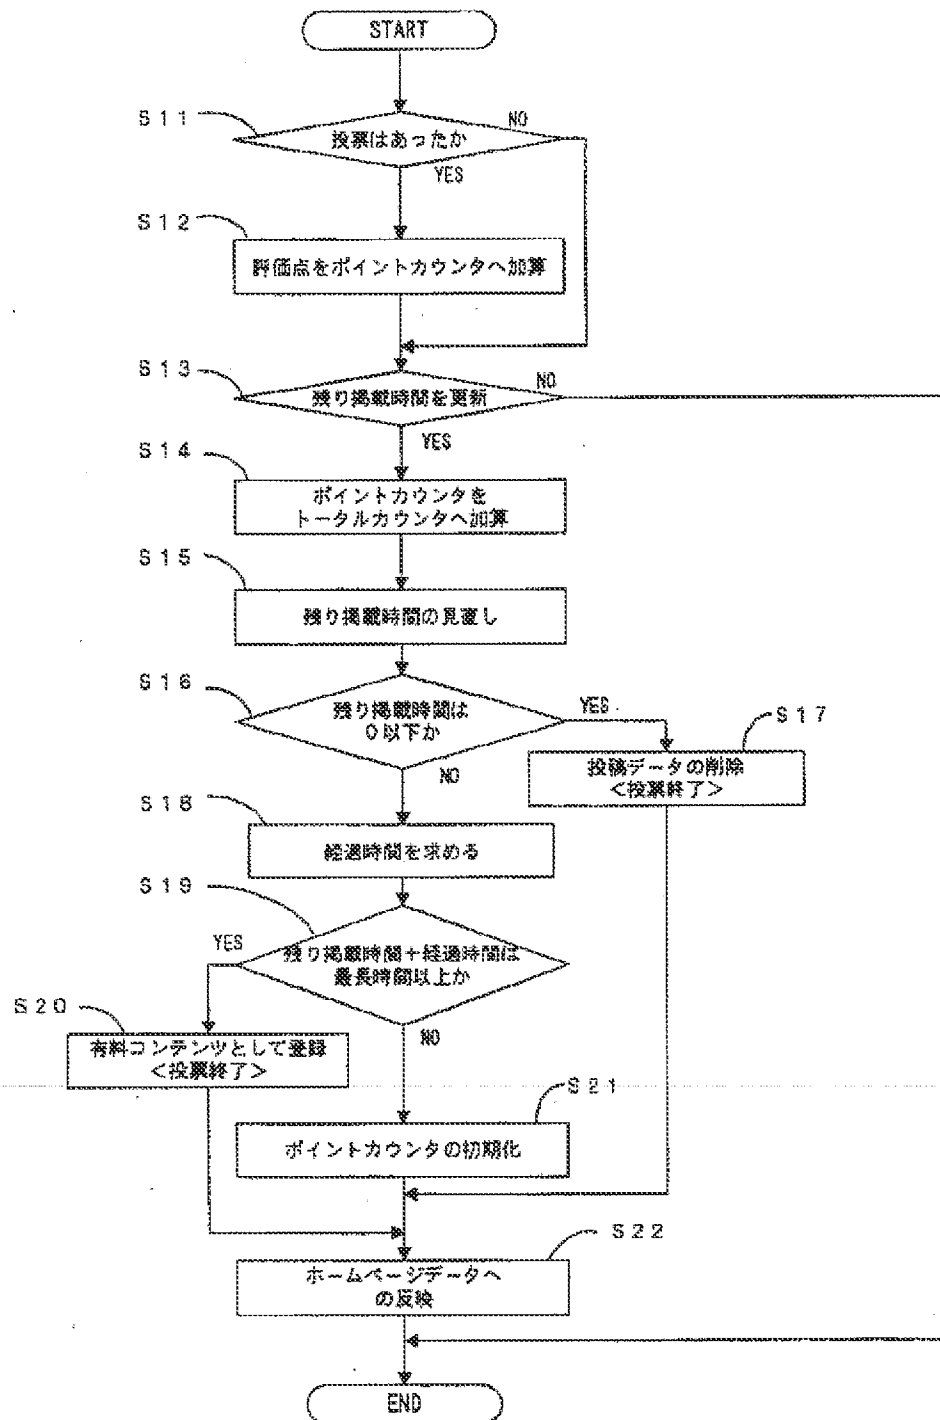 START
S11
投票はあったか
NO
YES
S12
評価点をポイントカウンタへ加算
S13
残り掲載時間を更新
NO
YES
S14
ポイントカウンタを
トータルカウンタへ加算
S15
残り掲載時間の見直し
S16
残り掲載時間は
0以下か
YES
NO
S17
投稿データの削除
<投票終了>
S18
経過時間を求める
S19
残り掲載時間+経過時間は
最長時間以上か
YES
NO
S20
有料コンテンツとして登録
<投票終了>
S21
ポイントカウンタの初期化
S22
ホームページデータへ
の反映
END